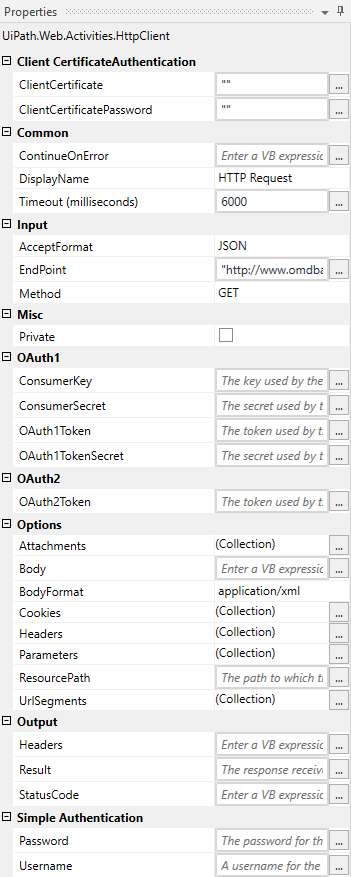 Properties
UiPath.Web.Activities.HttpClient
Client CertificateAuthentication
ClientCertificate "" ...
ClientCertificatePassword "" ...
Common
ContinueOnError Enter a VB expressic ...
DisplayName HTTP Request
Timeout (milliseconds) 6000 ...
Input
AcceptFormat JSON
EndPoint "http://www.omdba ...
Method GET
Misc
Private
OAuth1
ConsumerKey The key used by the ...
ConsumerSecret The secret used by t ...
OAuth1Token The token used by t ...
OAuth1TokenSecret The secret used by t ...
OAuth2
OAuth2Token The token used by t ...
Options
Attachments (Collection) ...
Body Enter a VB expressic ...
BodyFormat application/xml
Cookies (Collection) ...
Headers (Collection) ...
Parameters (Collection) ...
ResourcePath The path to which t ...
UrlSegments (Collection) ...
Output
Headers Enter a VB expressic ...
Result The response receiv ...
StatusCode Enter a VB expressic ...
Simple Authentication
Password The password for th ...
Username A username for the ...